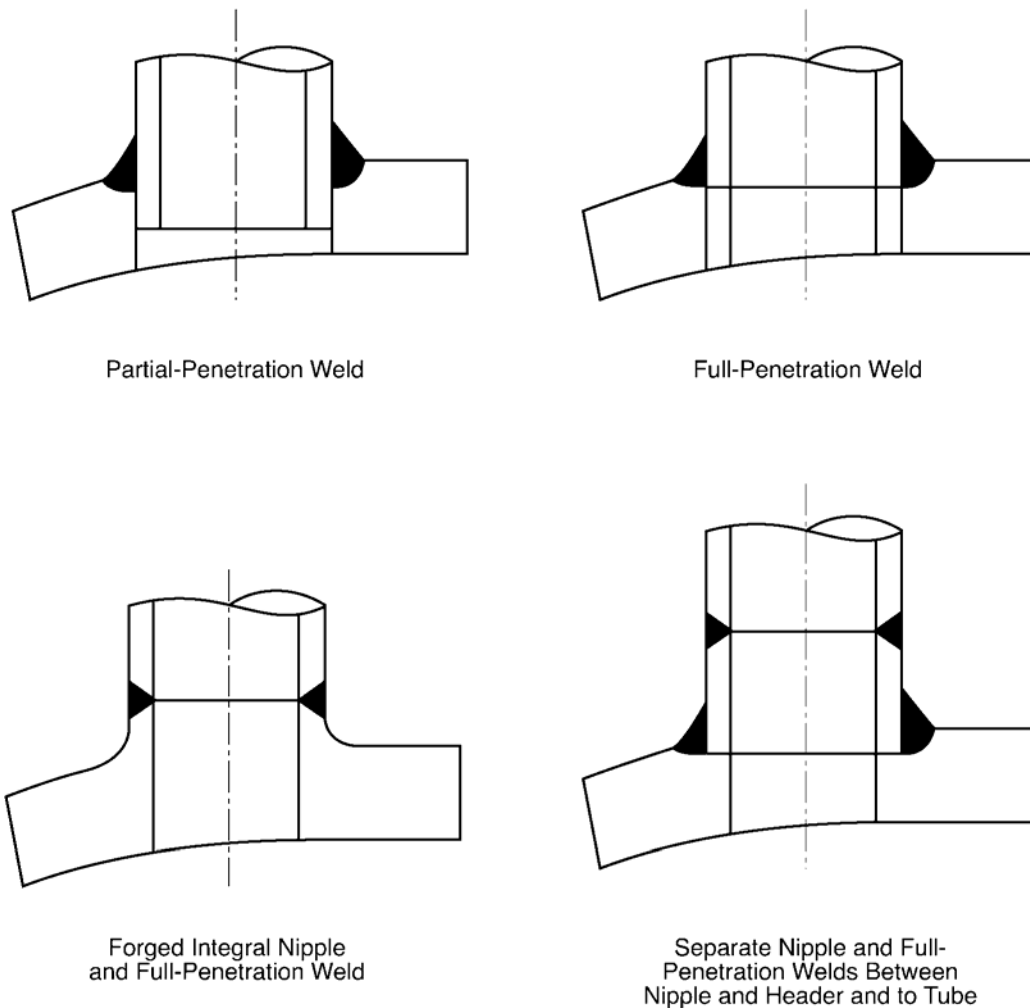 Partial-Penetration Weld
Full-Penetration Weld
Forged Integral Nipple
and Full-Penetration Weld
Separate Nipple and Full-
Penetration Welds Between
Nipple and Header and to Tube